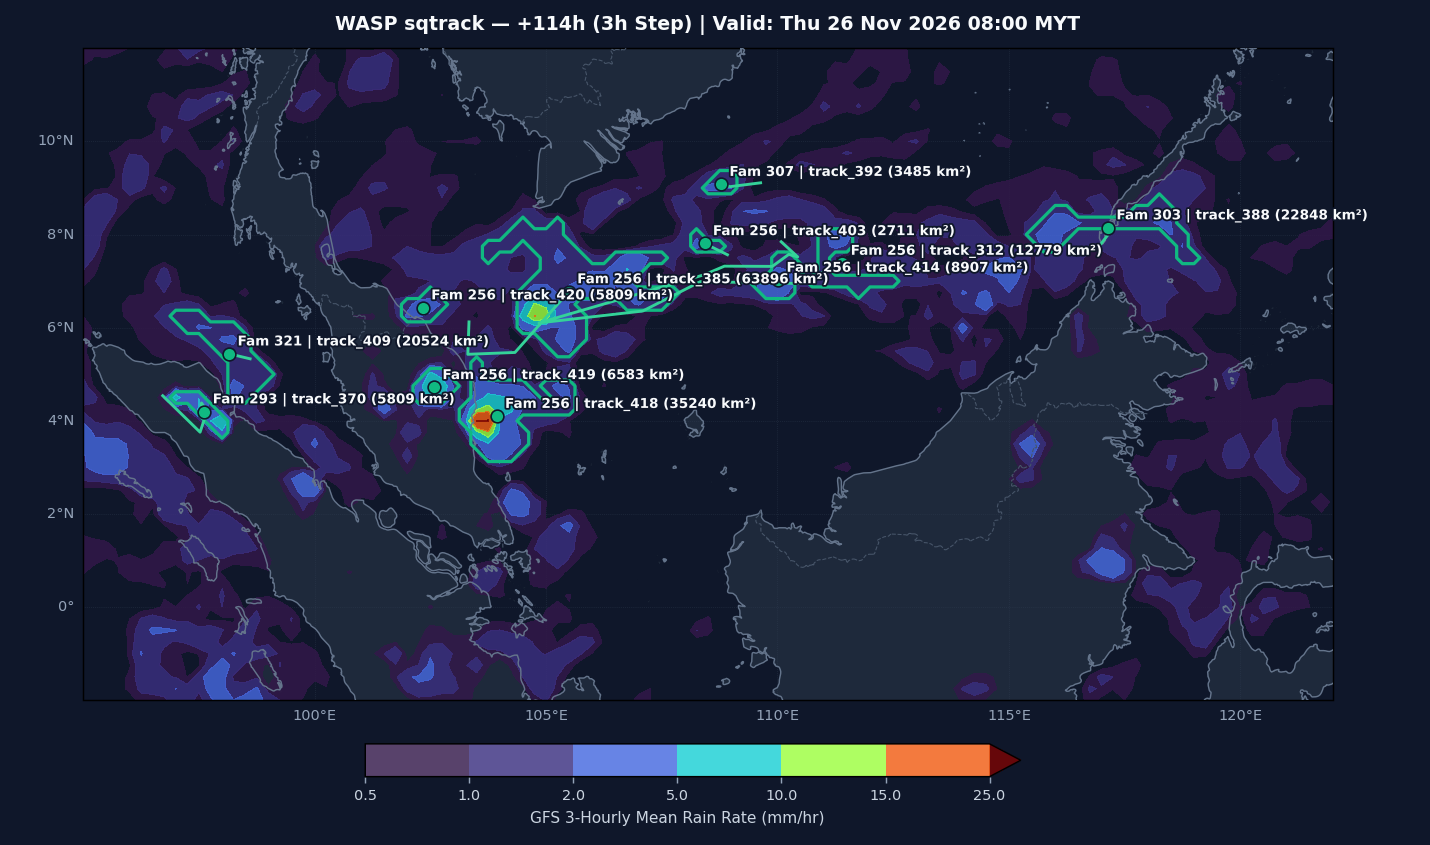 WASP sqtrack — +114h (3h Step) | Valid: Thu 26 Nov 2026 08:00 MYT
10°N
8°N
6°N
4°N
2°N
0°
Fam 307 | track_392 (3485 km²)
Fam 303 | track_388 (22848 km²)
Fam 256 | track_403 (2711 km²)
Fam 256 | track_312 (12779 km²)
Fam 256 | track_414 (8907 km²)
Fam 256 | track_385 (63896 km²)
Fam 256 | track_420 (5809 km²)
Fam 321 | track_409 (20524 km²)
Fam 256 | track_419 (6583 km²)
Fam 293 | track_370 (5809 km²)
Fam 256 | track_418 (35240 km²)
100°E 105°E 110°E 115°E 120°E
0.5 1.0 2.0 5.0 10.0 15.0 25.0
GFS 3-Hourly Mean Rain Rate (mm/hr)